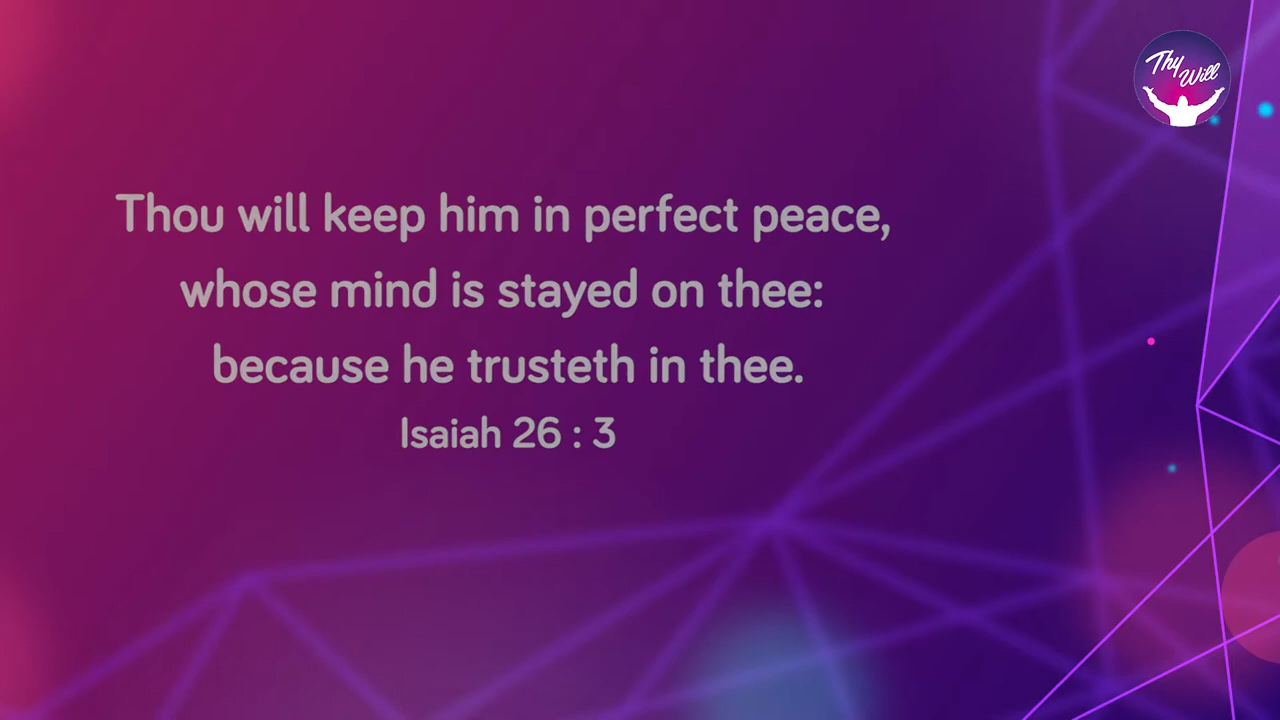 Thy Will
Thou will keep him in perfect peace,
whose mind is stayed on thee:
because he trusteth in thee.
Isaiah 26 : 3